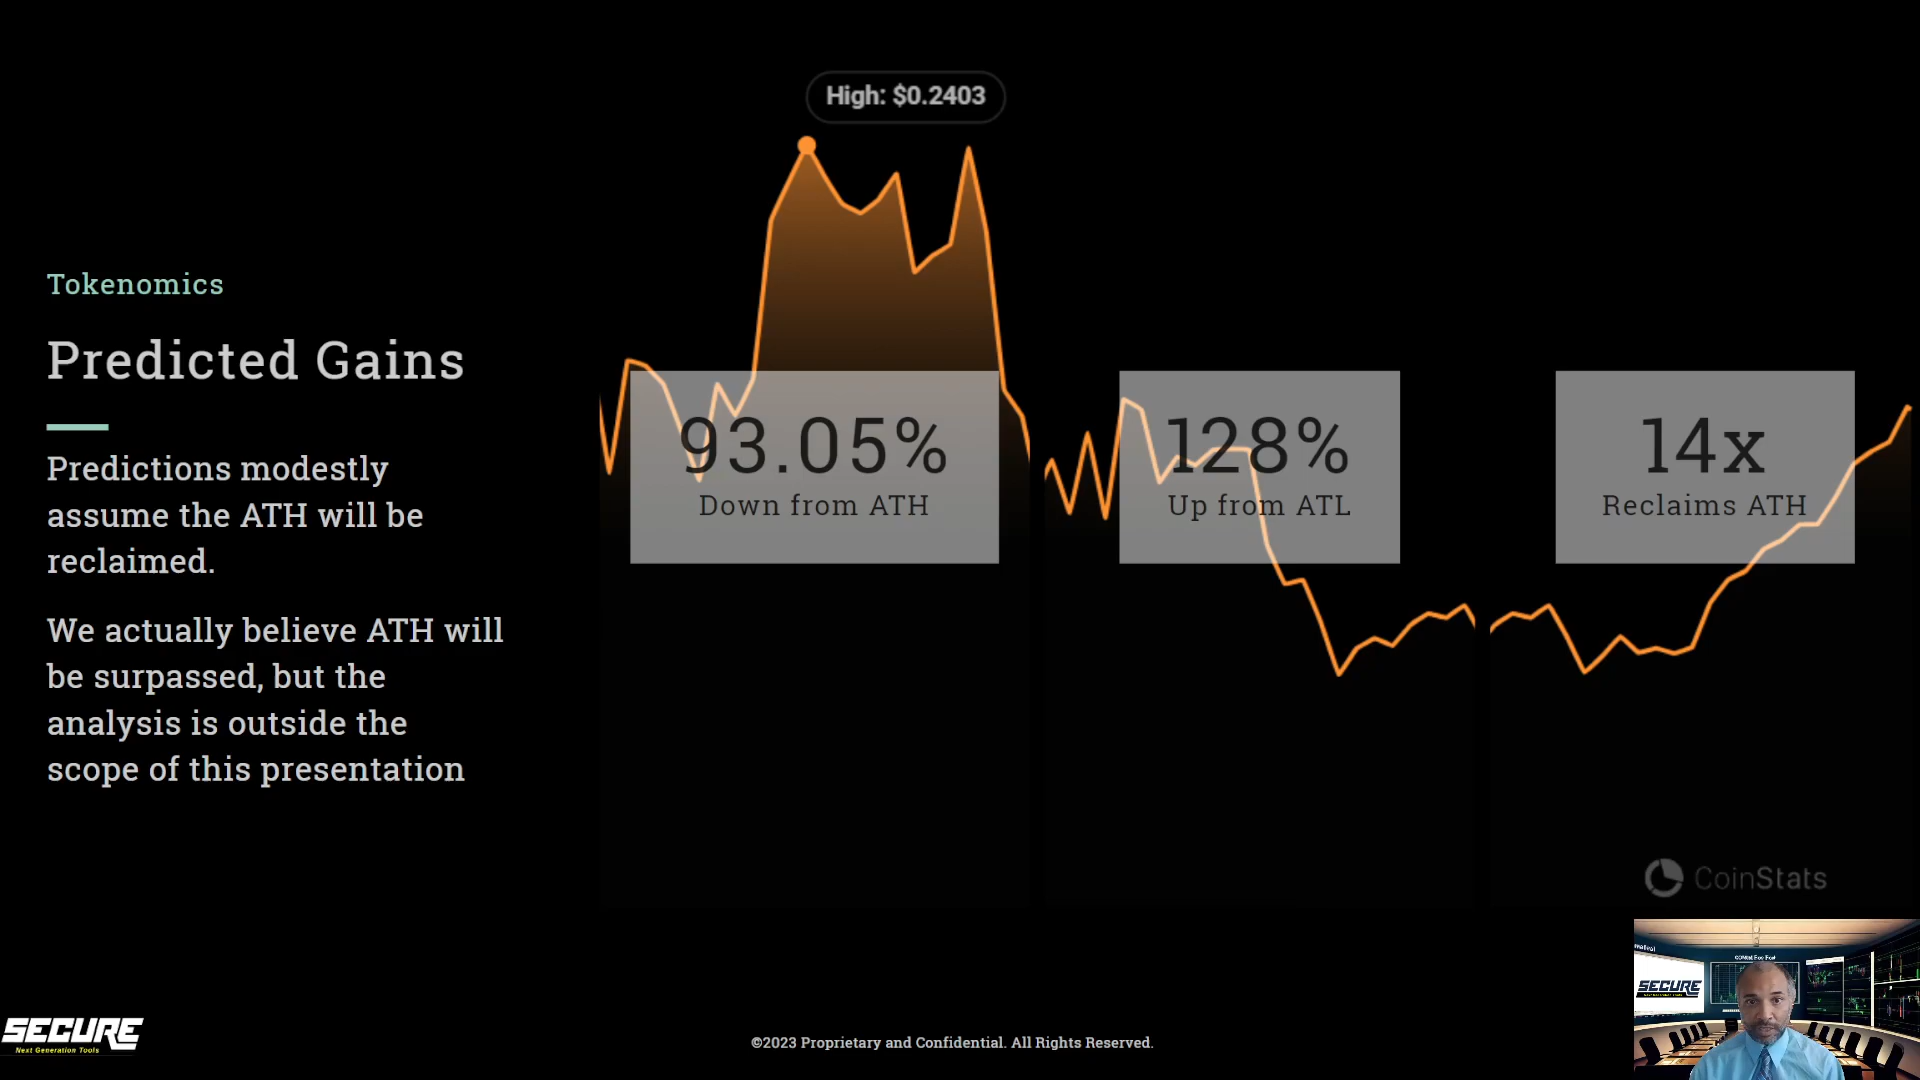 High: $0.2403
Tokenomics
Predicted Gains
Predictions modestly
assume the ATH will be
reclaimed.
We actually believe ATH will
be surpassed, but the
analysis is outside the
scope of this presentation
93.05%
Down from ATH
128%
Up from ATL
14x
Reclaims ATH
CoinStats
SECURE
SECURE
Next Generation Tools
©2023 Proprietary and Confidential. All Rights Reserved.